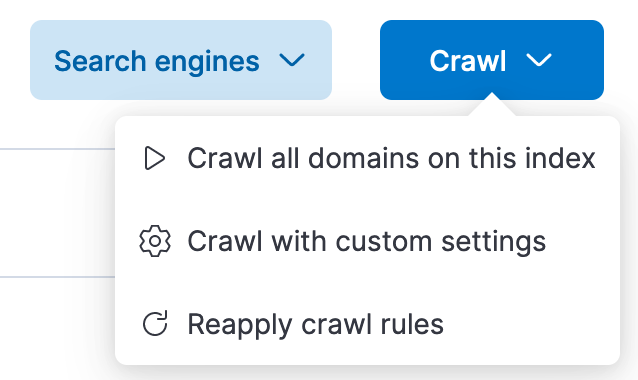 Search engines
Crawl
Crawl all domains on this index
Crawl with custom settings
Reapply crawl rules